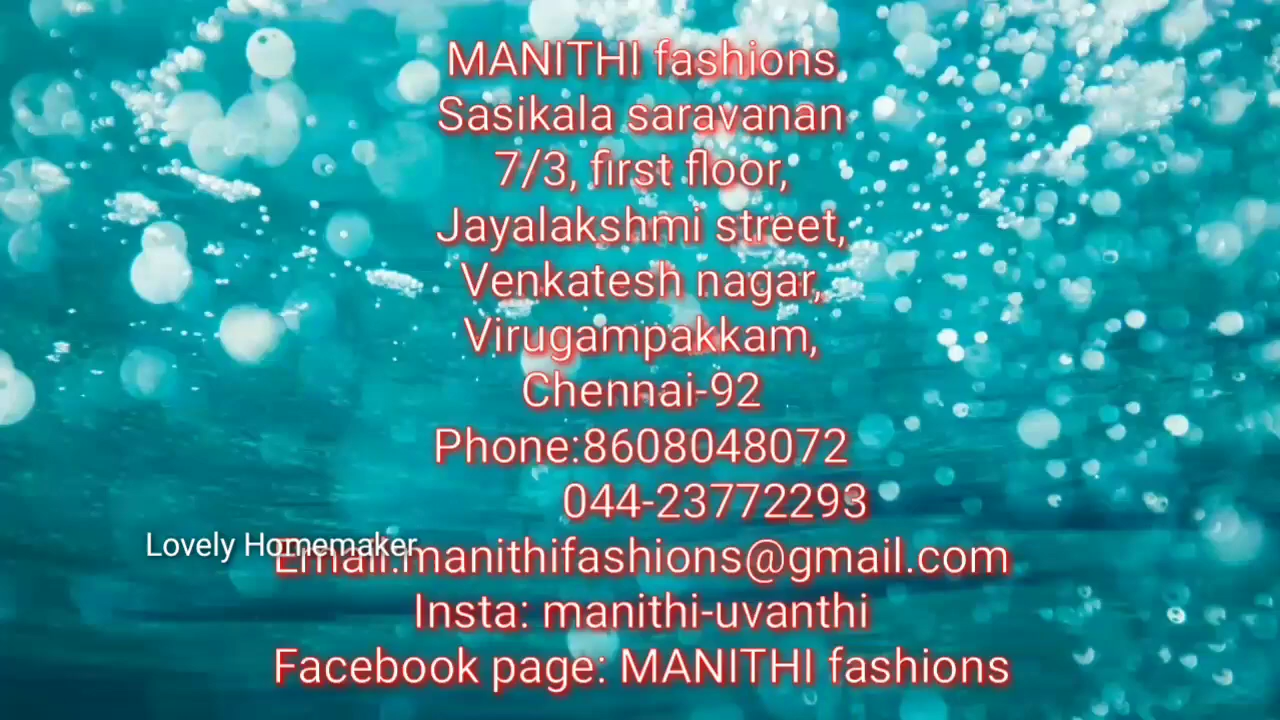 MANITHI fashions,
Sasikala saravanan
7/3, first floor,
Jayalakshmi street,
Venkatesh nagar,
Virugampakkam,
Chennai-92
Phone:8608048072
044-23772293
Lovely Homemaker
Email:manithifashions@gmail.com
Insta: manithi-uvanthi
Facebook page: MANITHI fashions